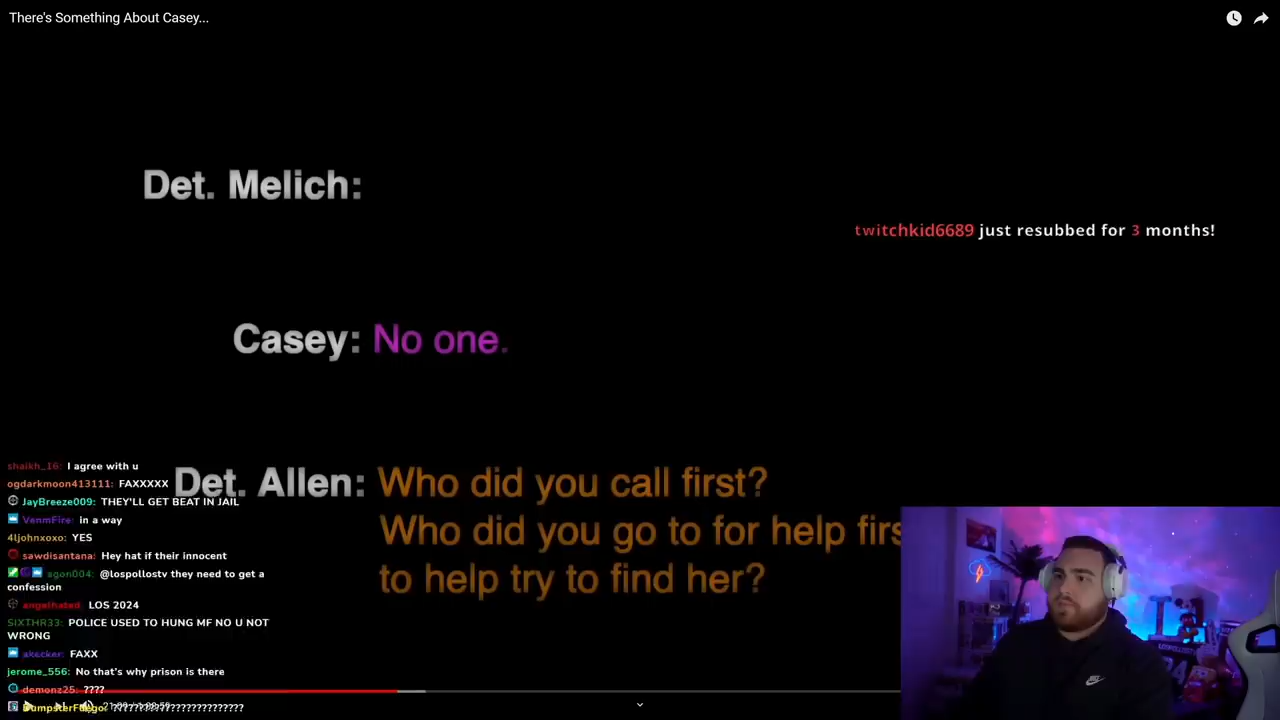 There's Something About Casey...
Det. Melich:
twitchkid6689 just resubbed for 3 months!
Casey: No one.
Det. Allen: Who did you call first?
Who did you go to for help firs
to help try to find her?
shaikh_16: I agree with u
ogdarkmoon413111: FAXXXXX
JayBreeze009: THEY'LL GET BEAT IN JAIL
VenmFire: in a way
4ljohnxoxo: YES
sawdisantana: Hey hat if their innocent
agon004: @lospollostv they need to get a
confession
angelhated: LOS 2024
SIXTHR33: POLICE USED TO HUNG MF NO U NOT
WRONG
akecker: FAXX
jerome_556: No that's why prison is there
demonz25: ????